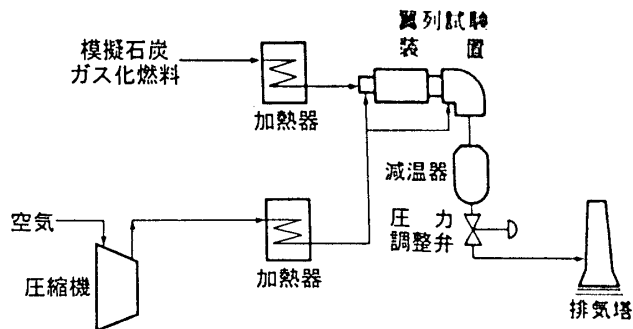 翼列試験
装置
模擬石炭
ガス化燃料
加熱器
減温器
空気
圧力
調整弁
圧縮機
加熱器
排気塔